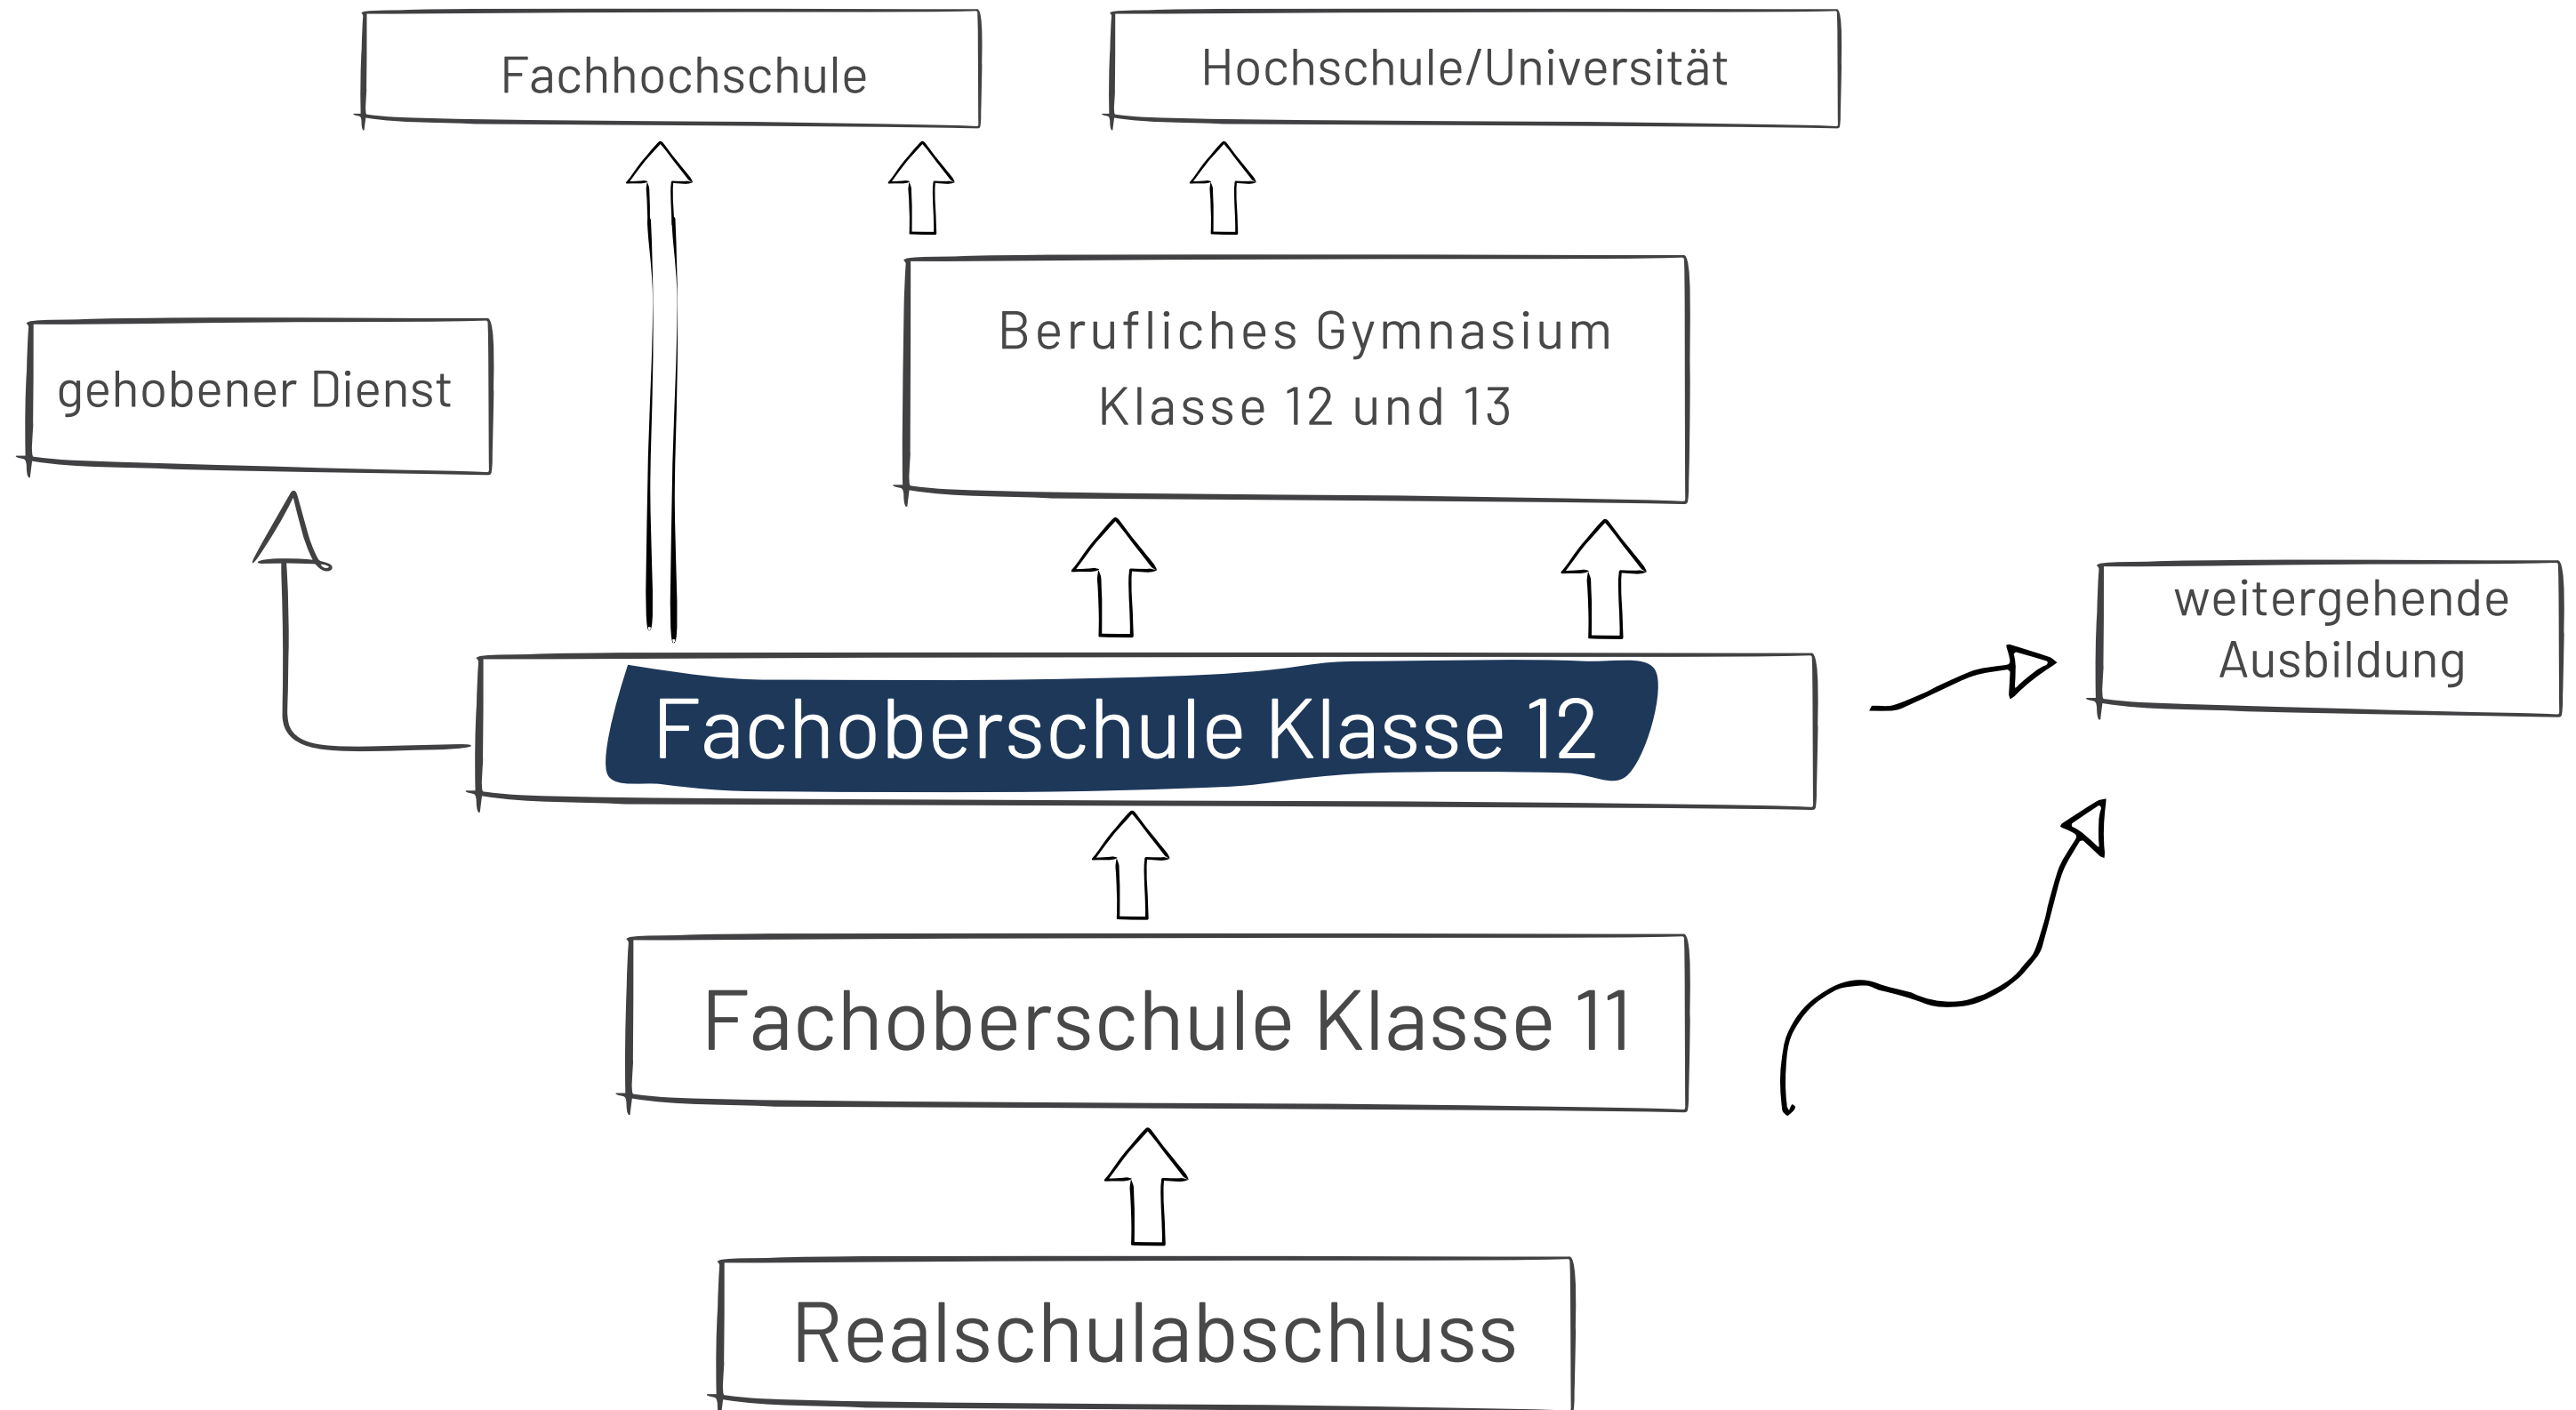 Fachhochschule
Hochschule/Universität
Berufliches Gymnasium
Klasse 12 und 13
gehobener Dienst
weitergehende
Ausbildung
Fachoberschule Klasse 12
Fachoberschule Klasse 11
Realschulabschluss